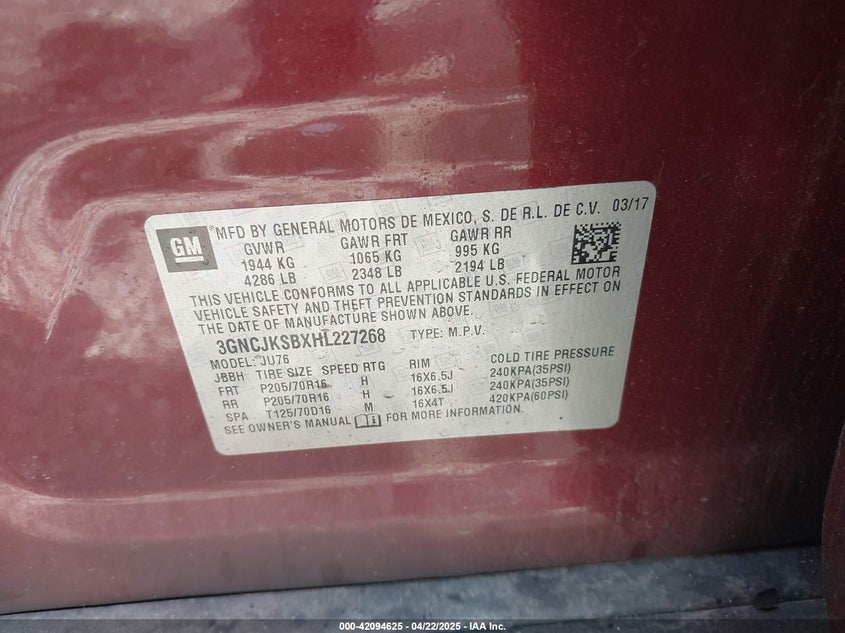 GM
® MFD BY GENERAL MOTORS DE MEXICO, S. DE R.L. DE C.V. 03/17
GVWR GAWR FRT GAWR RR
1944 KG 1065 KG 995 KG
4286 LB 2348 LB 2194 LB
THIS VEHICLE CONFORMS TO ALL APPLICABLE U.S. FEDERAL MOTOR
VEHICLE SAFETY AND THEFT PREVENTION STANDARDS IN EFFECT ON
THE DATE OF MANUFACTURE SHOWN ABOVE.
3GNCJKSBXHL227268 TYPE: M.P.V.
MODEL: JU76
JBBH TIRE SIZE SPEED RTG RIM COLD TIRE PRESSURE
FRT P205/70R16 H 16X6.5J 240KPA(35PSI)
RR P205/70R16 H 16X6.5J 240KPA(35PSI)
SPA T125/70D16 M 16X4T 420KPA(60PSI)
SEE OWNER'S MANUAL FOR MORE INFORMATION.
000-42094625 - 04/22/2025 - IAA Inc.